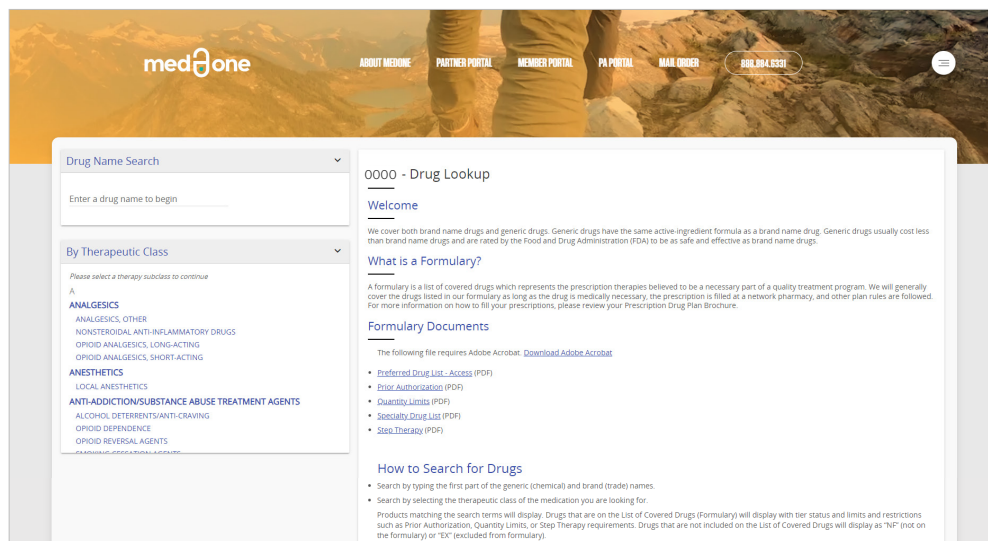 med one
ABOUT MEDONE PARTNER PORTAL MEMBER PORTAL PA PORTAL MAIL ORDER 888.884.6331
Drug Name Search
Enter a drug name to begin
By Therapeutic Class
Please select a therapy subclass to continue
A
ANALGESICS
ANALGESICS, OTHER
NONSTEROIDAL ANTI-INFLAMMATORY DRUGS
OPIOID ANALGESICS, LONG-ACTING
OPIOID ANALGESICS, SHORT-ACTING
ANESTHETICS
LOCAL ANESTHETICS
ANTI-ADDICTION/SUBSTANCE ABUSE TREATMENT AGENTS
ALCOHOL DETERRENTS/ANTI-CRAVING
OPIOID DEPENDENCE
OPIOID REVERSAL AGENTS
SMOKING CESSATION AGENTS
0000 - Drug Lookup
Welcome
We cover both brand name drugs and generic drugs. Generic drugs have the same active-ingredient formula as a brand name drug. Generic drugs usually cost less
than brand name drugs and are rated by the Food and Drug Administration (FDA) to be as safe and effective as brand name drugs.
What is a Formulary?
A formulary is a list of covered drugs which represents the prescription therapies believed to be a necessary part of a quality treatment program. We will generally
cover the drugs listed in our formulary as long as the drug is medically necessary, the prescription is filled at a network pharmacy, and other plan rules are followed.
For more information on how to fill your prescriptions, please review your Prescription Drug Plan Brochure.
Formulary Documents
The following file requires Adobe Acrobat. Download Adobe Acrobat
• Preferred Drug List - Access (PDF)
• Prior Authorization (PDF)
• Quantity Limits (PDF)
• Specialty Drug List (PDF)
• Step Therapy (PDF)
How to Search for Drugs
• Search by typing the first part of the generic (chemical) and brand (trade) names.
• Search by selecting the therapeutic class of the medication you are looking for.
Products matching the search terms will display. Drugs that are on the List of Covered Drugs (Formulary) will display with tier status and limits and restrictions
such as Prior Authorization, Quantity Limits, or Step Therapy requirements. Drugs that are not included on the List of Covered Drugs will display as "NF" (not on
the formulary) or "EX" (excluded from formulary).